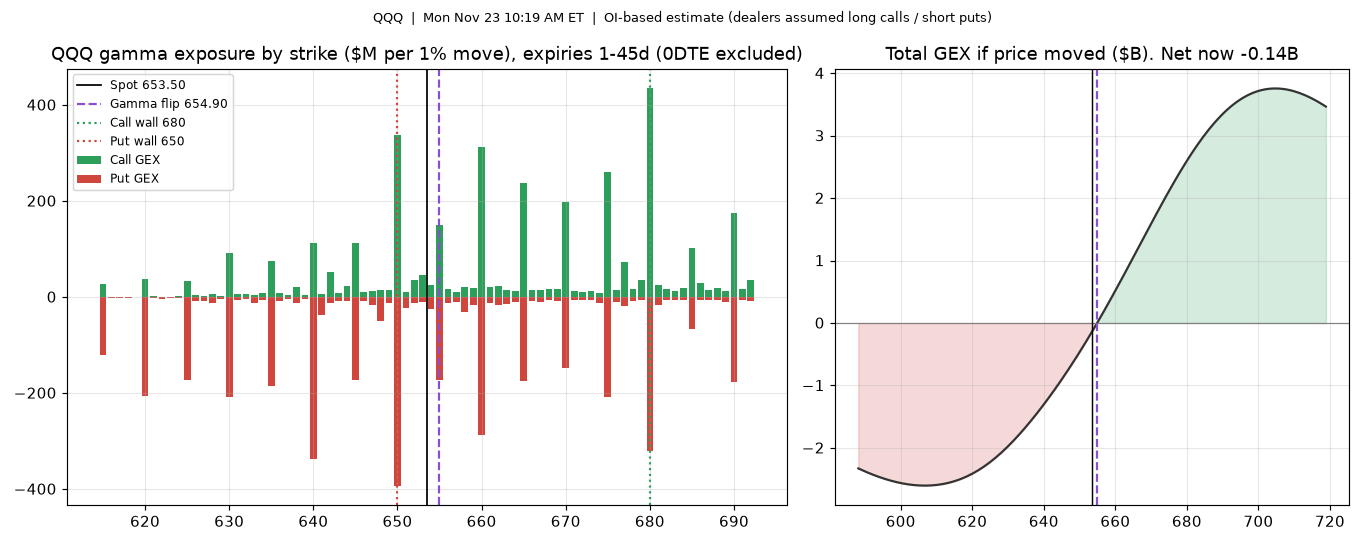 QQQ | Mon Nov 23 10:19 AM ET | OI-based estimate (dealers assumed long calls / short puts)
QQQ gamma exposure by strike ($M per 1% move), expiries 1-45d (0DTE excluded)
Spot 653.50
Gamma flip 654.90
Call wall 680
Put wall 650
Call GEX
Put GEX
400
200
0
−200
−400
620 630 640 650 660 670 680 690
Total GEX if price moved ($B). Net now -0.14B
4
3
2
1
0
−1
−2
600 620 640 660 680 700 720